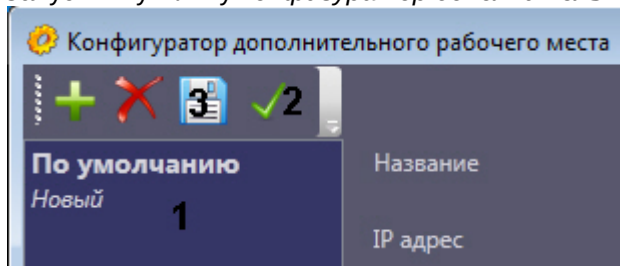 Конфигуратор дополнительного рабочего места
3 2
По умолчанию
Название
Новый
1
IP адрес